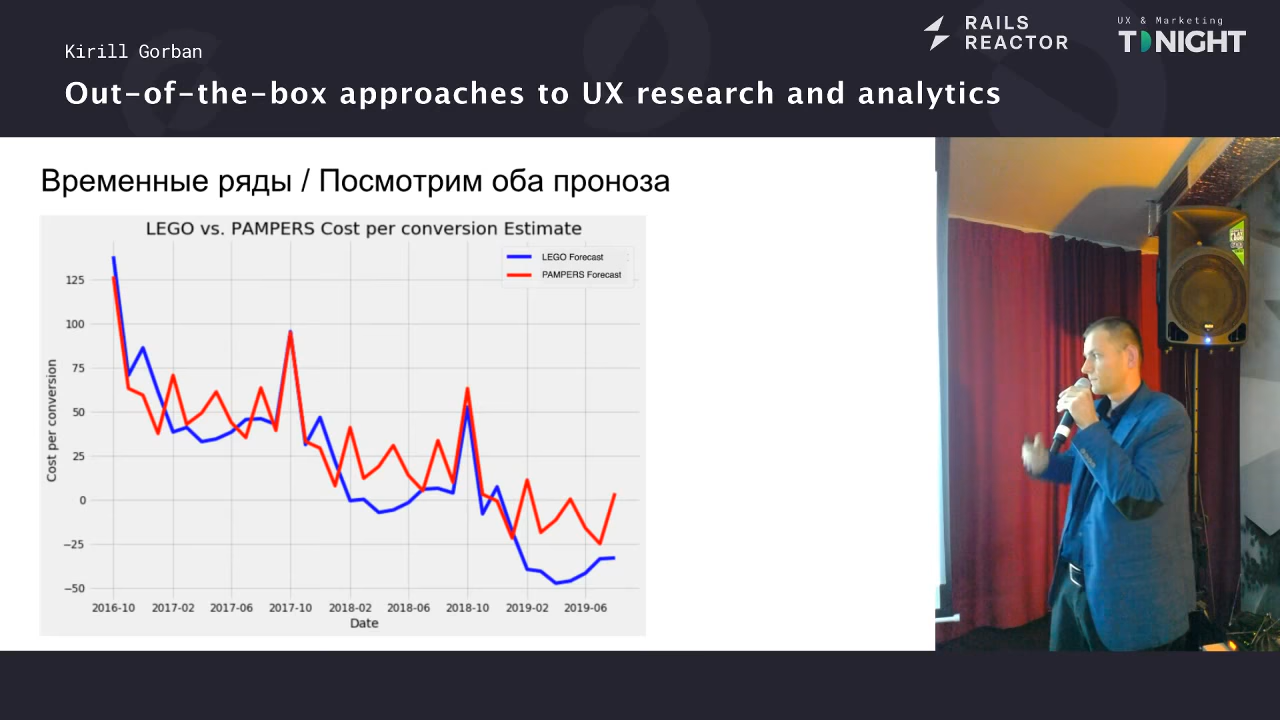 Kirill Gorban
Out-of-the-box approaches to UX research and analytics
RAILS
REACTOR
UX & Marketing
TONIGHT
Временные ряды / Посмотрим оба проноза
LEGO vs. PAMPERS Cost per conversion Estimate
LEGO Forecast
PAMPERS Forecast
Cost per conversion
125
100
75
50
25
0
−25
−50
2016-10
2017-02
2017-06
2017-10
2018-02
2018-06
2018-10
2019-02
2019-06
Date